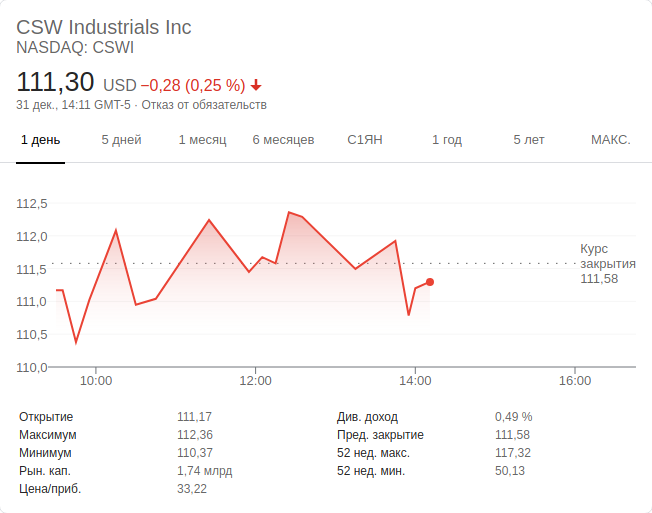 CSW Industrials Inc
NASDAQ: CSWI
111,30 USD −0,28 (0,25 %)
31 дек., 14:11 GMT-5 · Отказ от обязательств
1 день 5 дней 1 месяц 6 месяцев С1ЯН 1 год 5 лет МАКС.
112,5
112,0
111,5
111,0
110,5
110,0
Курс
закрытия
111,58
10:00 12:00 14:00 16:00
Открытие 111,17
Максимум 112,36
Минимум 110,37
Рын. кап. 1,74 млрд
Цена/приб. 33,22
Див. доход 0,49 %
Пред. закрытие 111,58
52 нед. макс. 117,32
52 нед. мин. 50,13